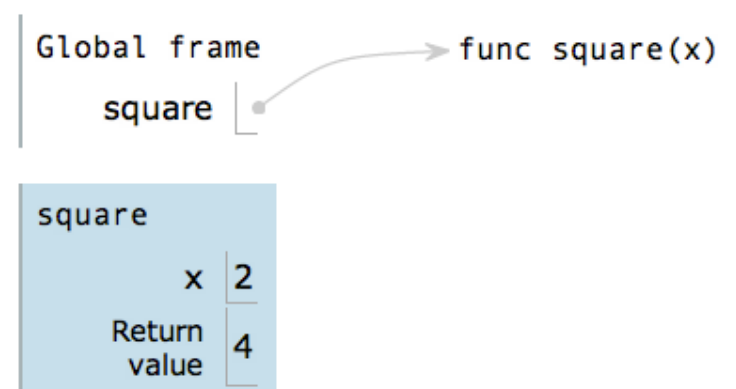 Global frame
func square(x)
square
square
x 2
Return
value 4